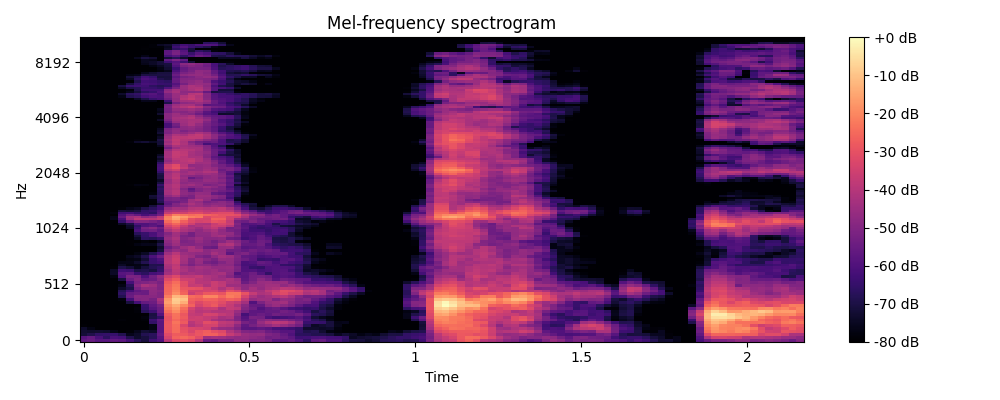 Mel-frequency spectrogram
Hz
8192
4096
2048
1024
512
0
0
0.5
1
1.5
2
Time
+0 dB
-10 dB
-20 dB
-30 dB
-40 dB
-50 dB
-60 dB
-70 dB
-80 dB